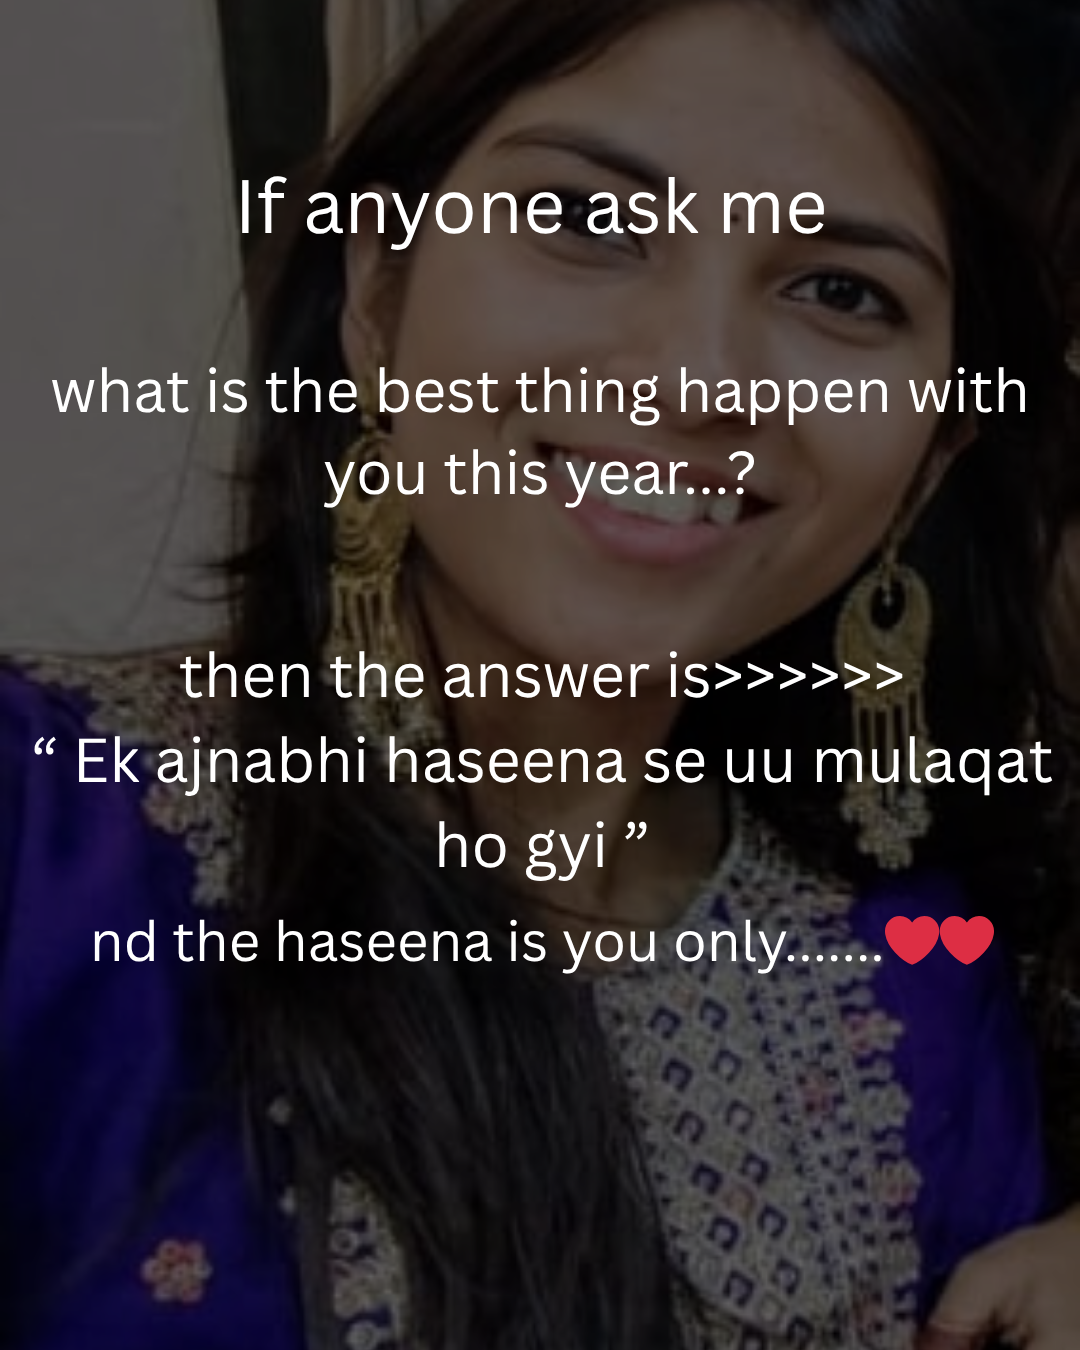 If anyone ask me
what is the best thing happen with
you this year...?
then the answer is>>>>>>
“ Ek ajnabhi haseena se uu mulaqat
ho gyi ”
nd the haseena is you only.......❤❤